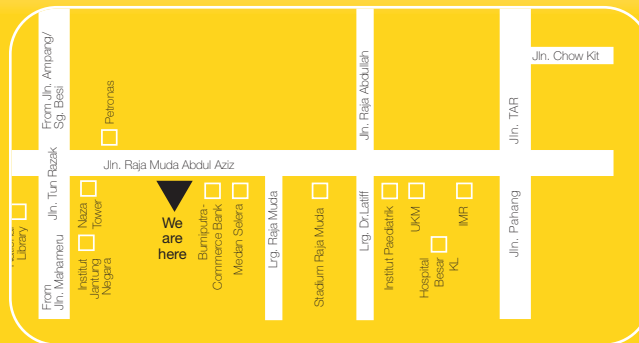 From Jln. Ampang/
Sg. Besi
Petronas
Jln. Raja Abdullah
Jln. TAR
Jln. Chow Kit
Jln. Tun Razak
Jln. Raja Muda Abdul Aziz
Library
Naza
Tower
We
are
here
Bumiputra-
Commerce Bank
Medan Selera
Lrg. Raja Muda
Stadium Raja Muda
Lrg. Dr.Latiff
Institut Paediatrik
UKM
IMR
Jln. Pahang
From
Jln. Mahameru
Institut
Jantung
Negara
Hospital
Besar
KL